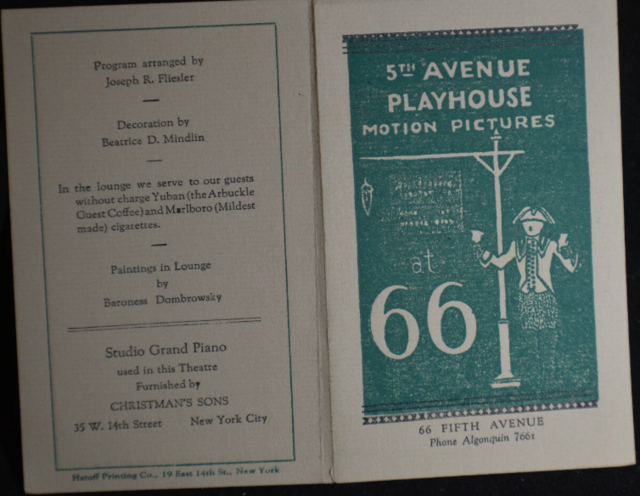 Program arranged by
Joseph R. Fliesler
Decoration by
Beatrice D. Mindlin
In the lounge we serve to our guests
without charge Yuban (the Arbuckle
Guest Coffee) and Marlboro (Mildest
made) cigarettes.
Paintings in Lounge
by
Baroness Dombrowsky
Studio Grand Piano
used in this Theatre
Furnished by
CHRISTMAN'S SONS
35 W. 14th Street New York City
Printing Co., 19 East 14th St., New York
5TH AVENUE
PLAYHOUSE
MOTION PICTURES
at
66
66 FIFTH AVENUE
Phone Algonquin 7661